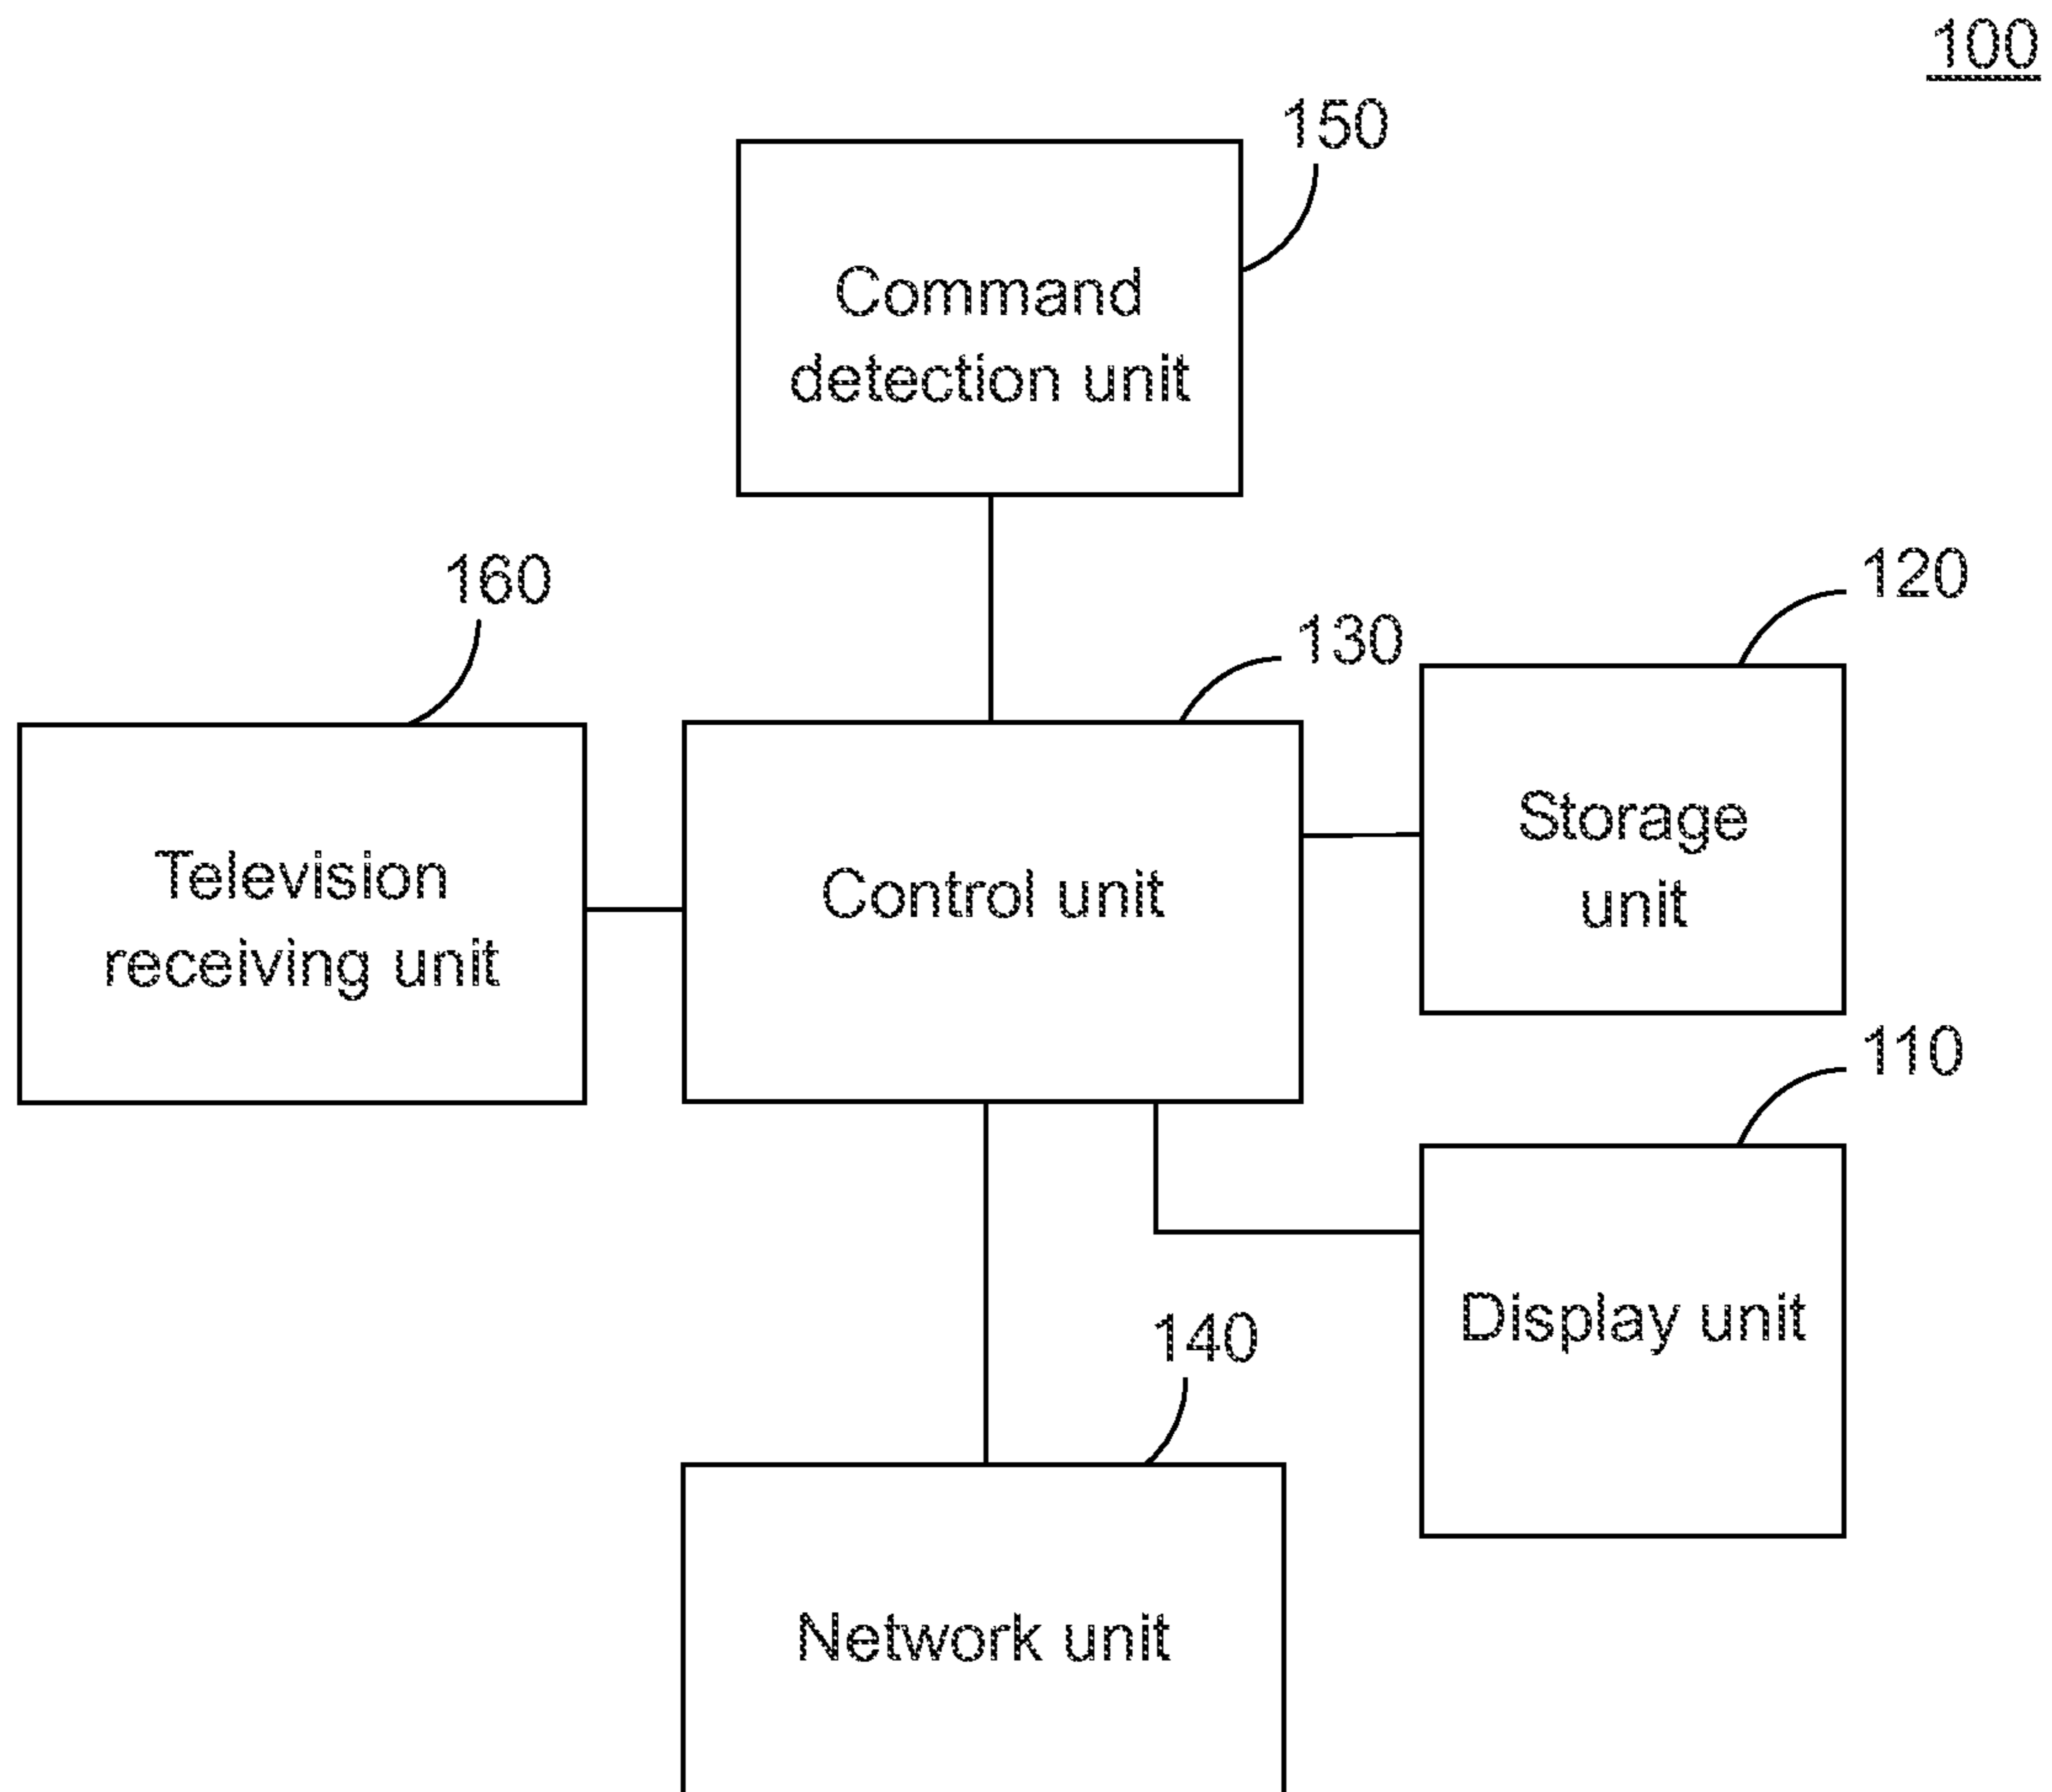 100
150
Command
detection unit
160
130
120
Television
receiving unit
Control unit
Storage
unit
110
Display unit
140
Network unit